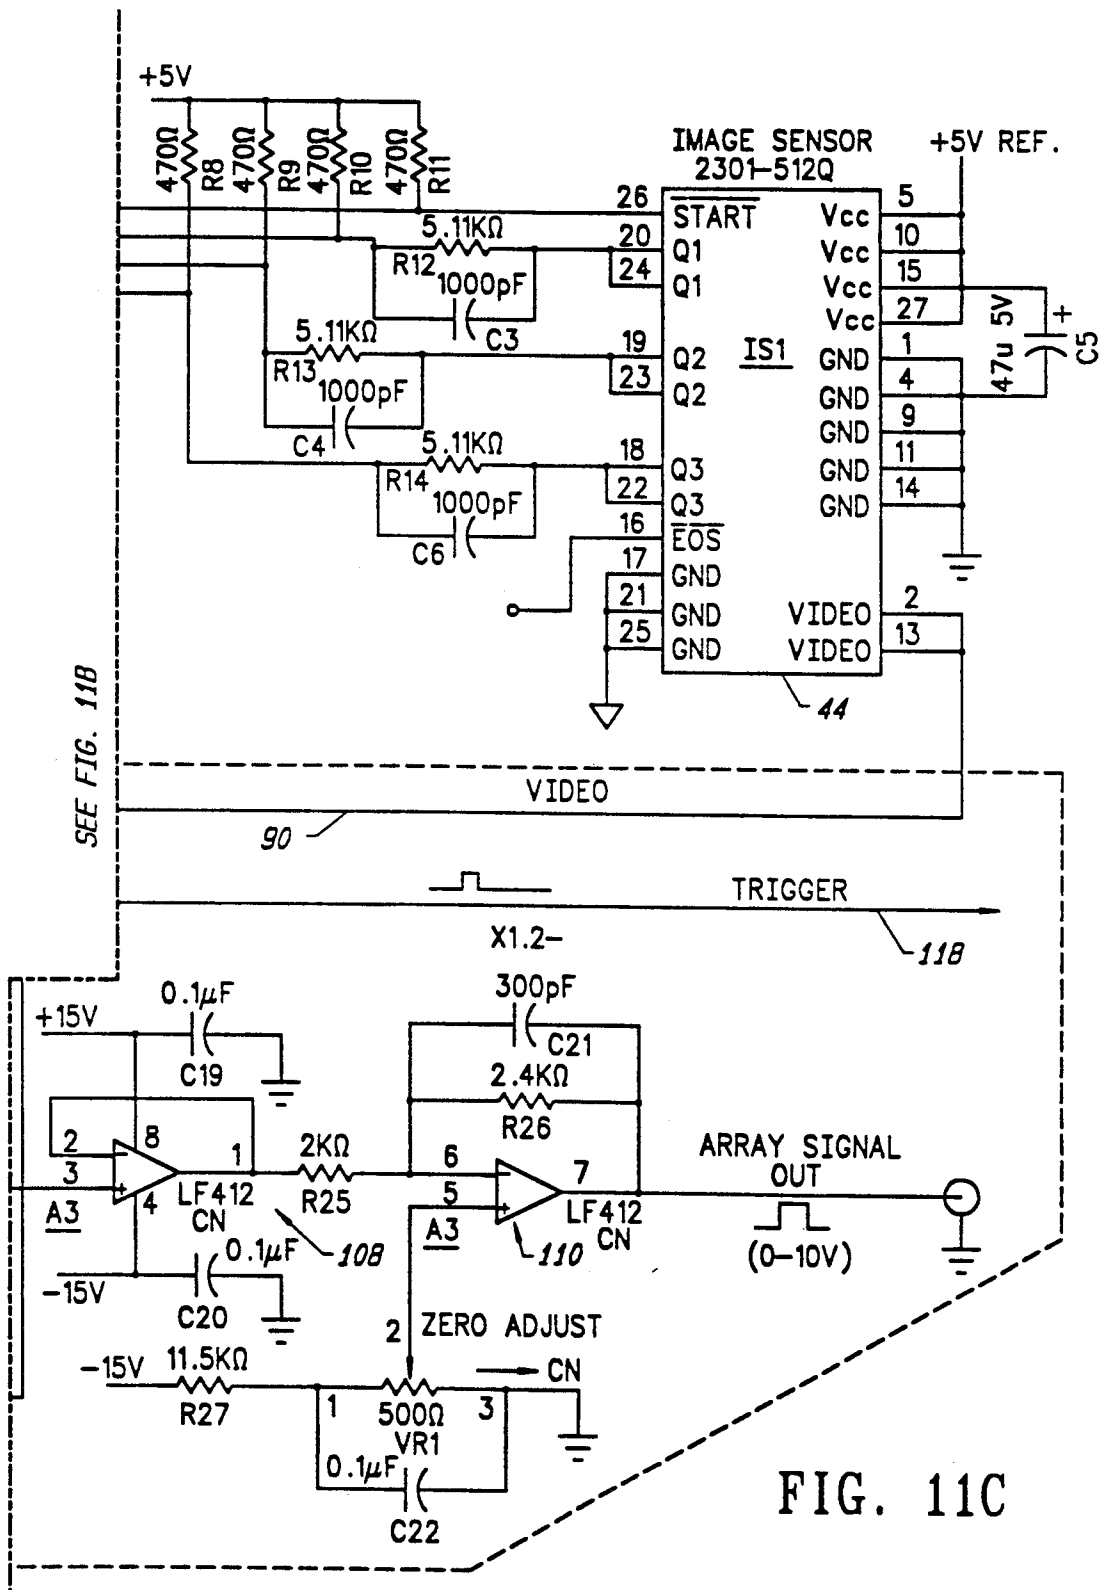 +5V
470Ω
R8
470Ω
R9
470Ω
R10
470Ω
R11
IMAGE SENSOR
2301-512Q
+5V REF.
26
START
Vcc
5
5.11KΩ
R12
1000pF
C3
20
Q1
Vcc
10
24
Q1
Vcc
15
Vcc
27
47u 5V
+
C5
5.11KΩ
R13
1000pF
C4
19
Q2
IS1
GND
1
23
Q2
GND
4
GND
9
5.11KΩ
R14
1000pF
C6
18
Q3
GND
11
22
Q3
GND
14
16
EOS
17
GND
21
GND
VIDEO
2
25
GND
VIDEO
13
44
SEE FIG. 11B
VIDEO
90
TRIGGER
118
X1.2-
+15V
0.1μF
C19
300pF
C21
2.4KΩ
R26
2
-
8
3
+
4
1
A3
LF412
CN
108
2KΩ
R25
6
-
5
+
7
A3
LF412
CN
110
ARRAY SIGNAL
OUT
(0-10V)
-15V
0.1μF
C20
2
ZERO ADJUST
CN
-15V
11.5KΩ
R27
1
500Ω
3
VR1
0.1μF
C22
FIG. 11C